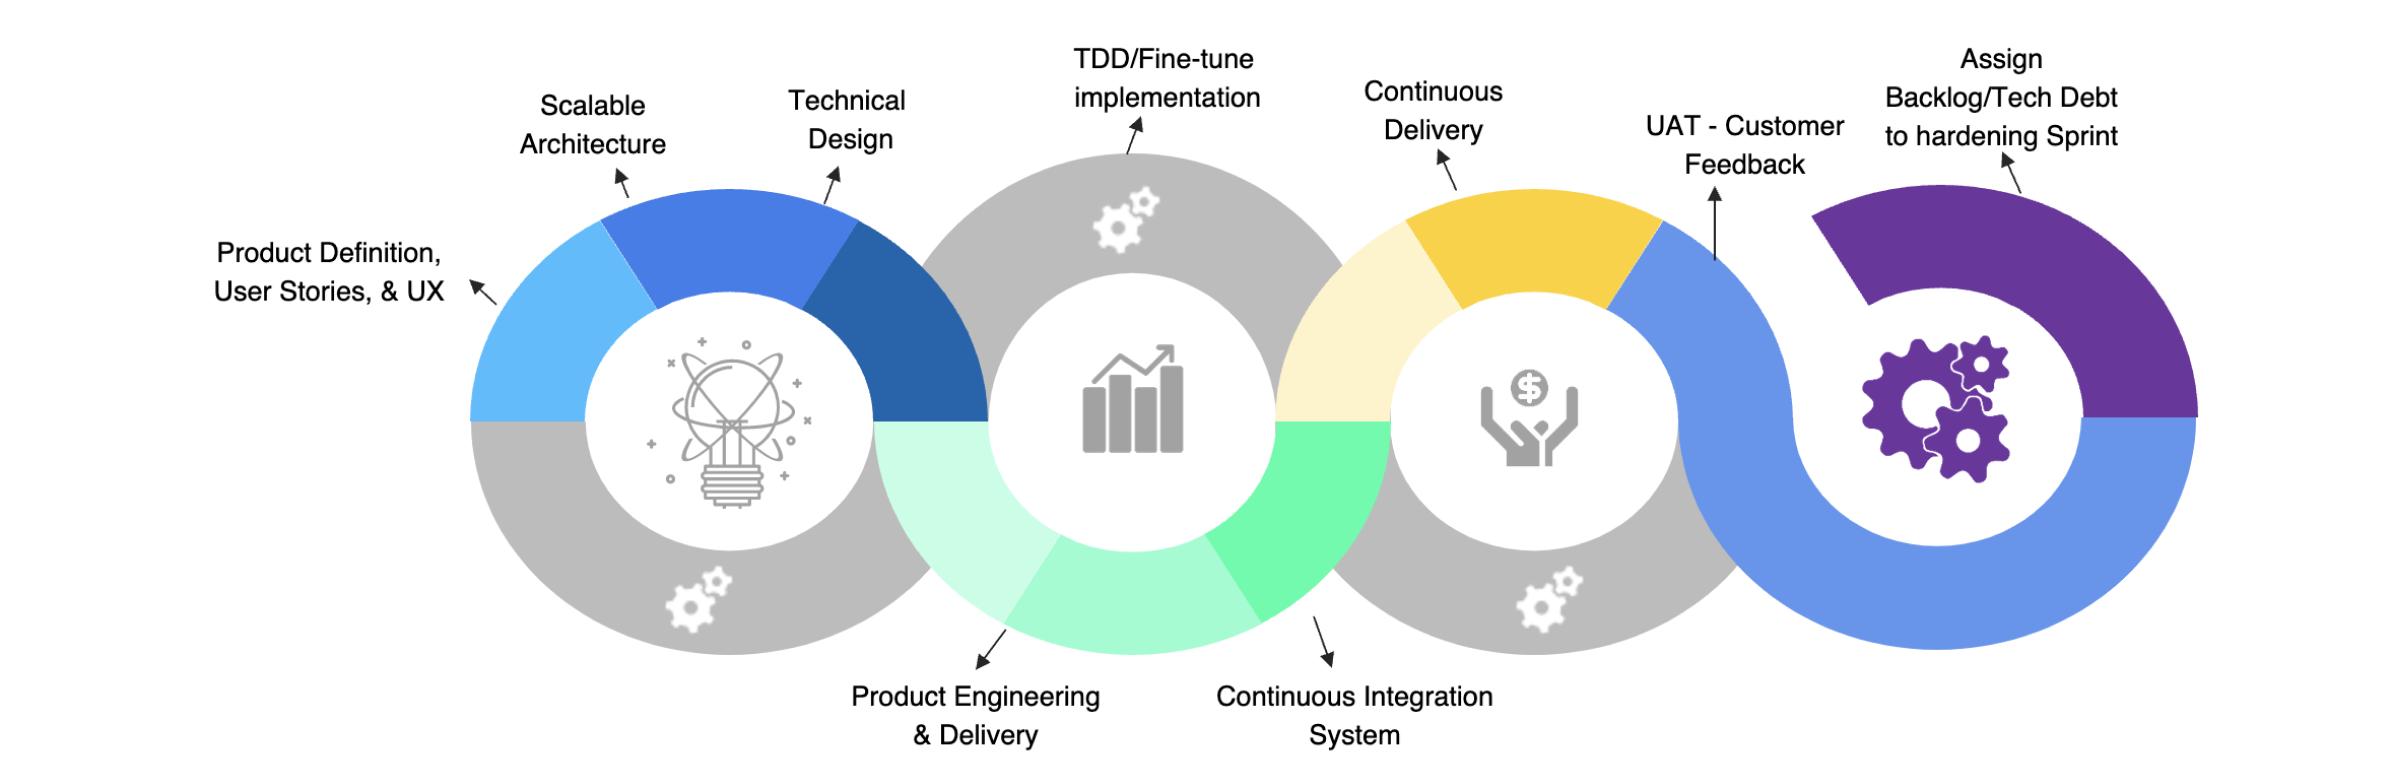 Product Definition,
User Stories, & UX
Scalable
Architecture
Technical
Design
TDD/Fine-tune
implementation
Continuous
Delivery
UAT - Customer
Feedback
Assign
Backlog/Tech Debt
to hardening Sprint
$
Product Engineering
& Delivery
Continuous Integration
System